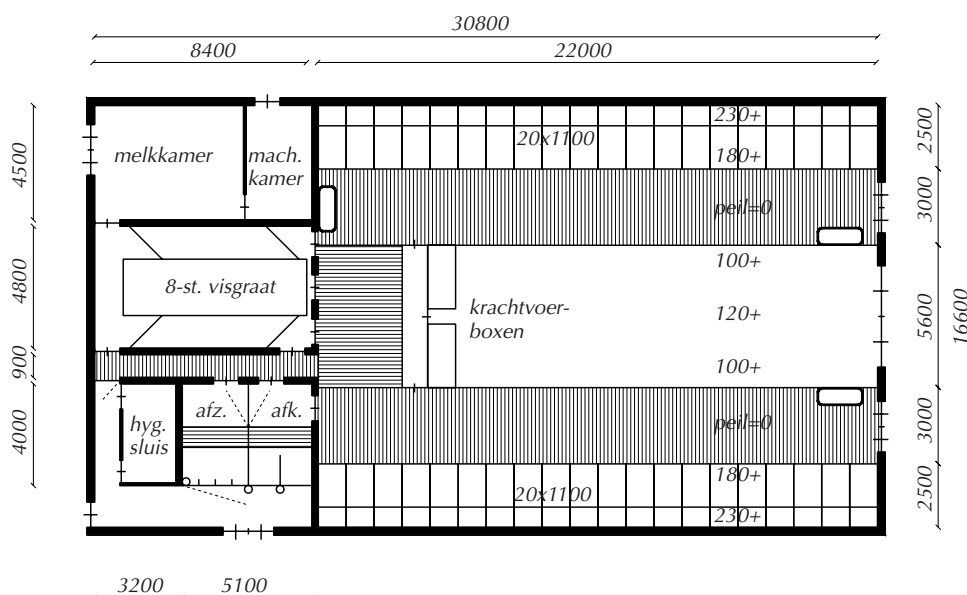 30800
8400
22000
4500
4800
900
4000
melkkamer
mach.
kamer
8-st. visgraat
hyg.
sluis
afz.
afk.
230+
20x1100
180+
peil=0
100+
krachtvoer-
boxen
120+
100+
peil=0
180+
20x1100
230+
2500
3000
5600
16600
3000
2500
3200
5100